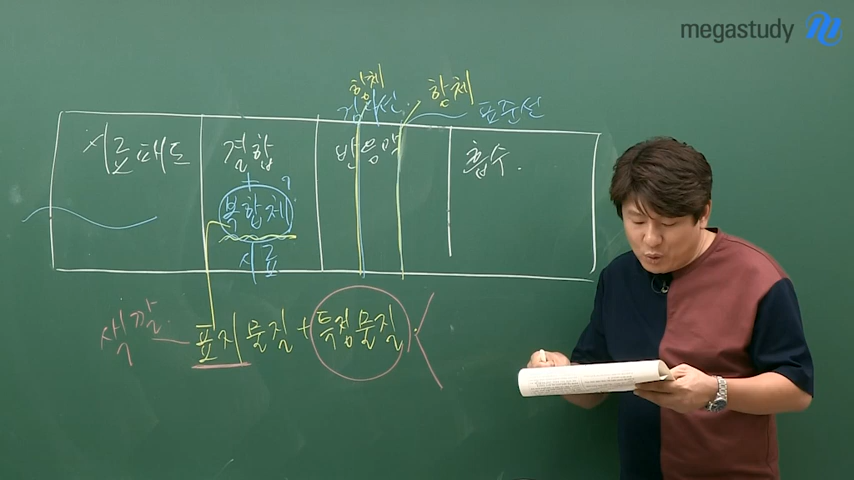 megastudy
항체
검사선
항체
표준선
시료패드
결합
반응막
흡수.
+
복합체
?
시료
색깔
표지물질 + 특정물질